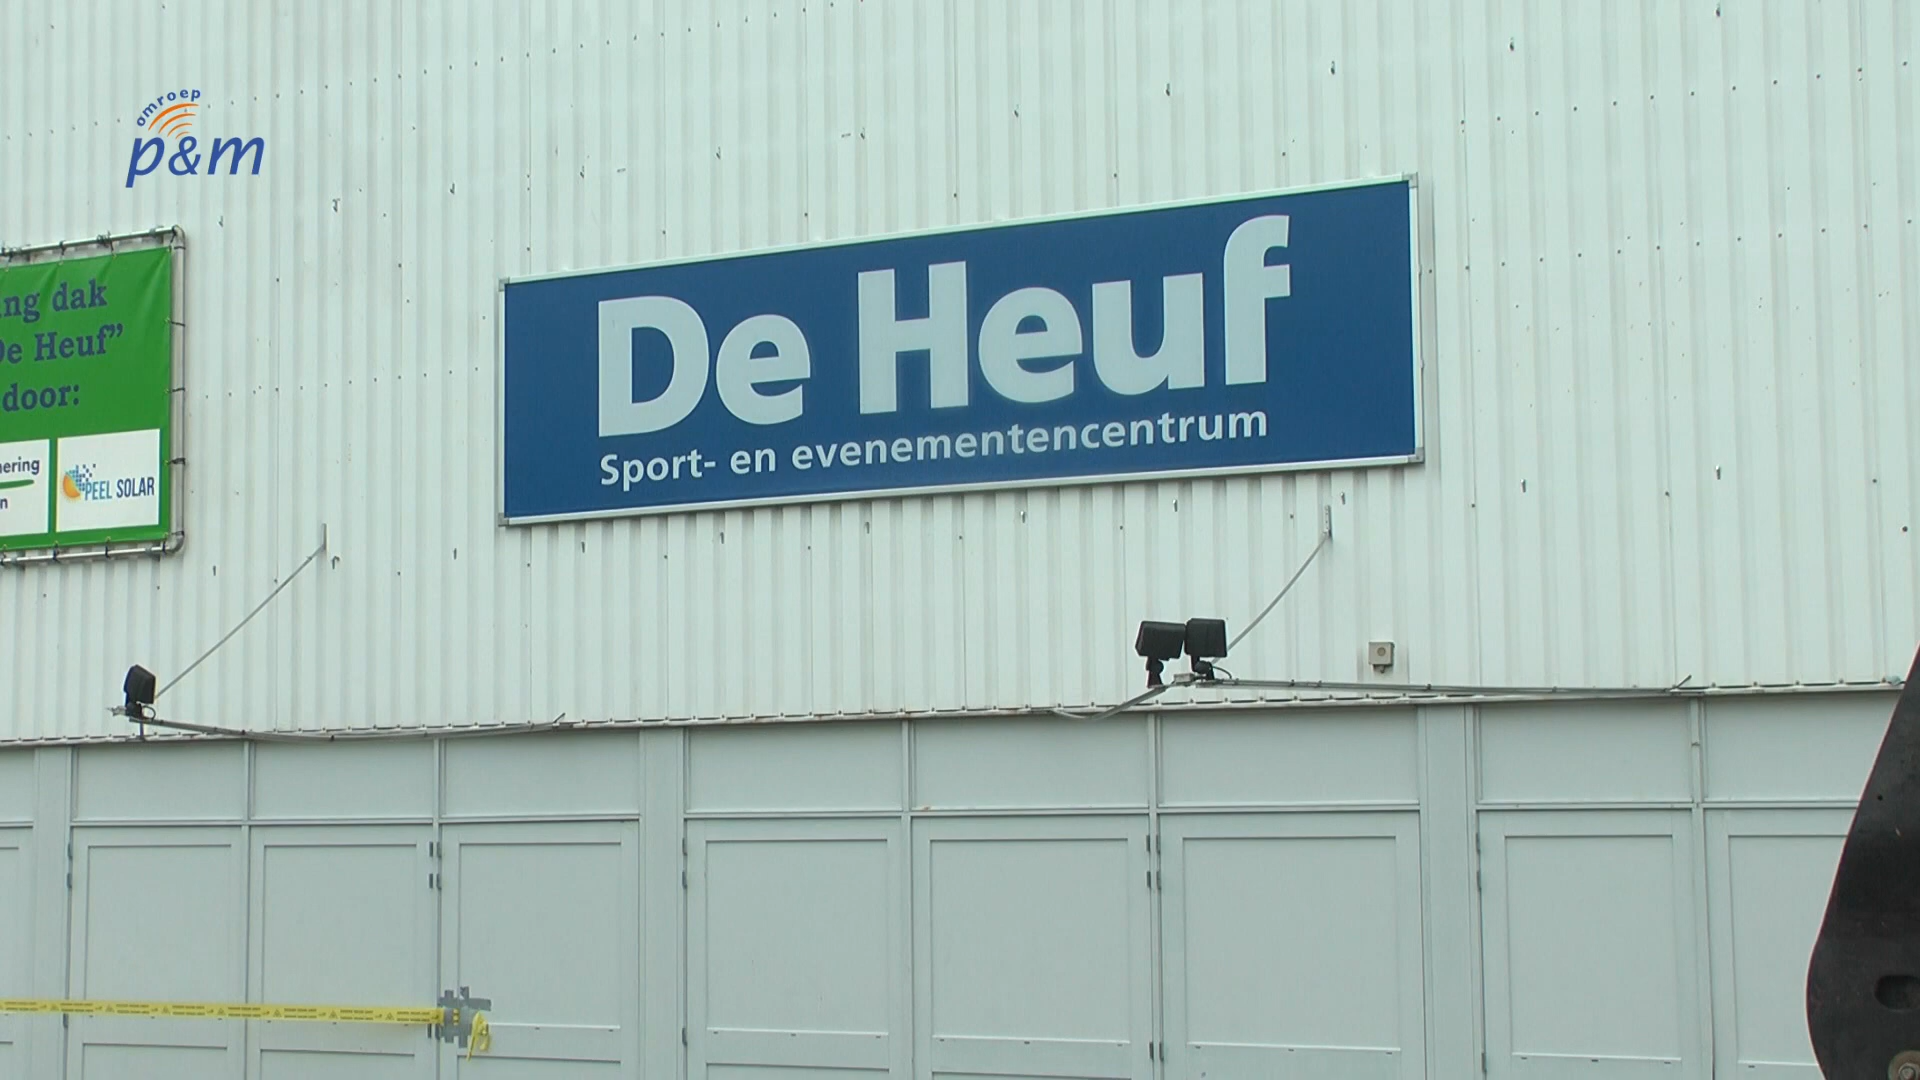 omroep
p&m
ng dak
De Heuf”
door:
ering
n
PEEL SOLAR
De Heuf
Sport- en evenementencentrum